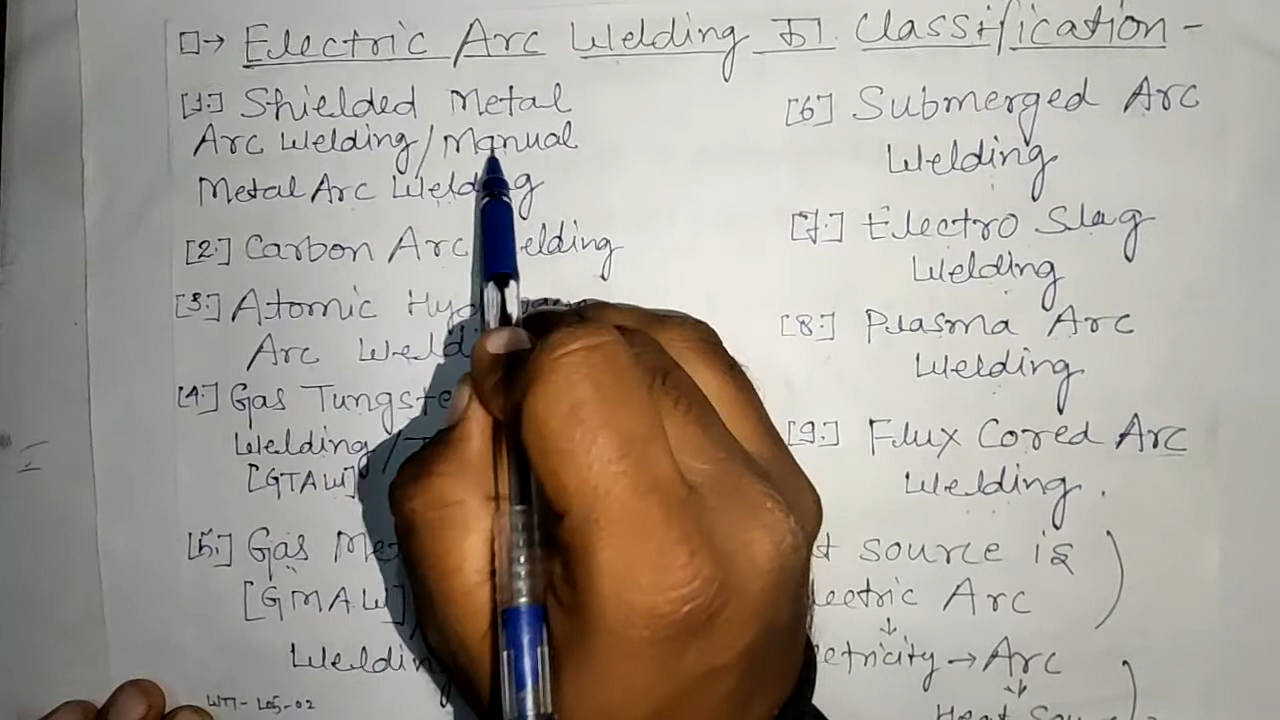 □→ Electric Arc Welding का Classification -
[1.] Shielded Metal
Arc Welding/Manual
Metal Arc Welding
[2.] Carbon Arc Welding
[3.] Atomic
Arc Weld
[4.] Gas Tungste
Welding/
[GTAW]
[5.] Gas Me
[GMAW]
Welding
WTI-L05-02
[6] Submerged Arc
Welding
[7.] Electro Slag
Welding
[8.] Plasma Arc
Welding
[9.] Flux Cored Arc
Welding.
source is
Arc
↓
→ Arc
↓